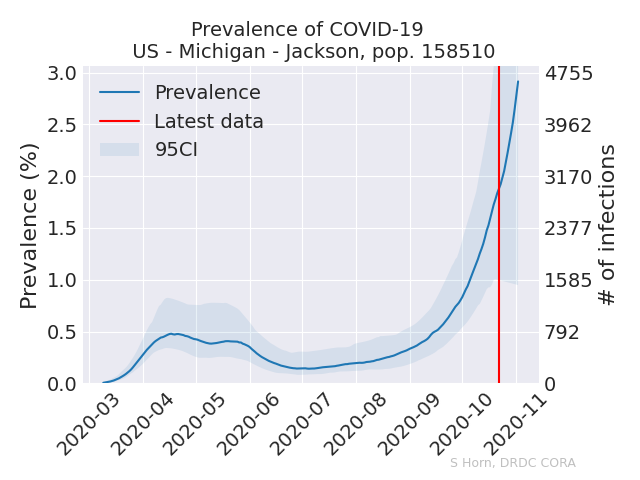 Prevalence of COVID-19
US - Michigan - Jackson, pop. 158510
Prevalence
Latest data
95CI
Prevalence (%)
3.0
2.5
2.0
1.5
1.0
0.5
0.0
4755
3962
3170
2377
1585
792
0
# of infections
2020-03
2020-04
2020-05
2020-06
2020-07
2020-08
2020-09
2020-10
2020-11
S Horn, DRDC CORA